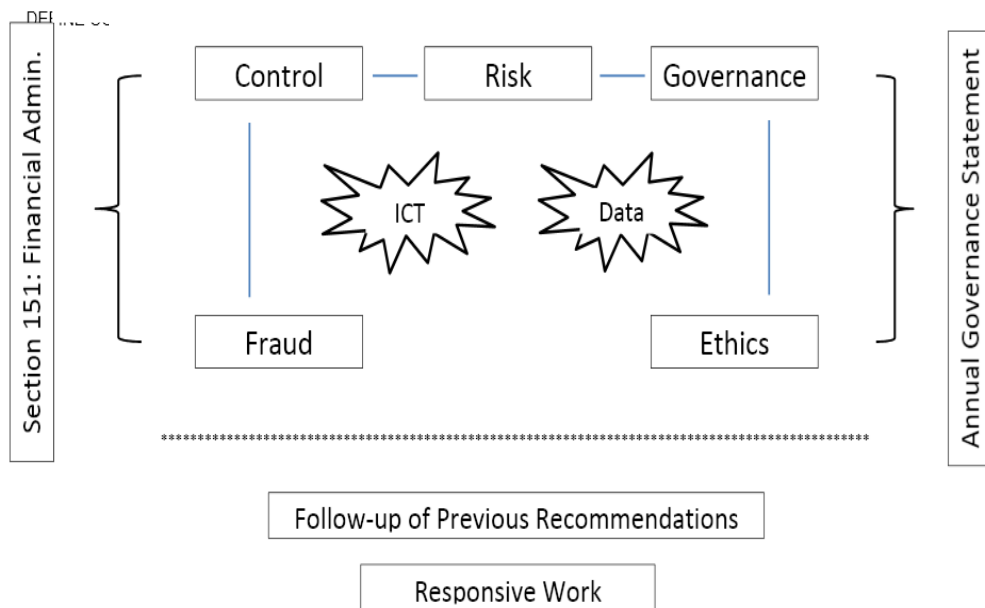 Section 151: Financial Admin.
Control
Risk
Governance
Annual Governance Statement
ICT
Data
Fraud
Ethics
Follow-up of Previous Recommendations
Responsive Work